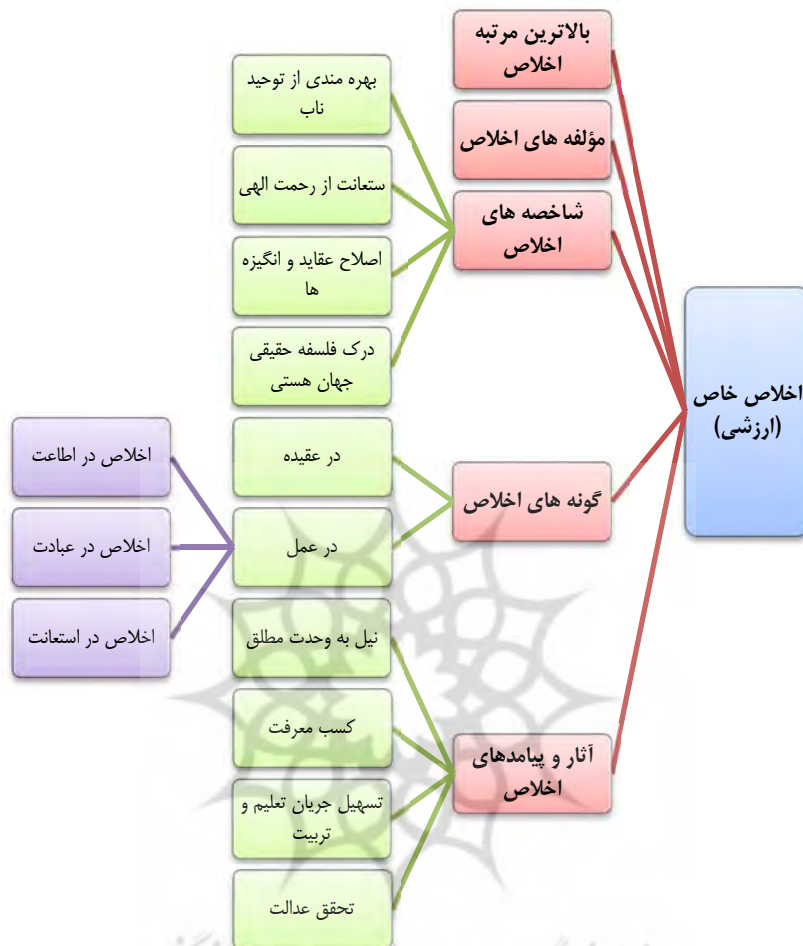 اخلاص خاص
(ارزشی)
بالاترین مرتبه
اخلاص
مؤلفه های اخلاص
شاخصه های
اخلاص
بهره مندی از توحید
ناب
ستعانت از رحمت الهی
اصلاح عقاید و انگیزه
ها
درک فلسفه حقیقی
جهان هستی
گونه های اخلاص
در عقیده
در عمل
اخلاص در اطاعت
اخلاص در عبادت
اخلاص در استعانت
آثار و پیامدهای
اخلاص
نیل به وحدت مطلق
کسب معرفت
تسهیل جریان تعلیم و
تربیت
تحقق عدالت